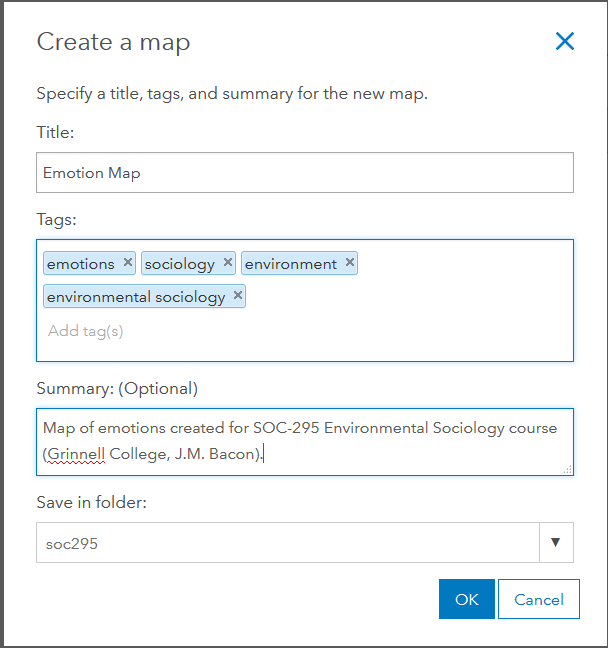 Create a map
Specify a title, tags, and summary for the new map.
Title:
Emotion Map
Tags:
emotions × sociology × environment ×
environmental sociology ×
Add tag(s)
Summary: (Optional)
Map of emotions created for SOC-295 Environmental Sociology course
(Grinnell College, J.M. Bacon).
Save in folder:
soc295
OK Cancel